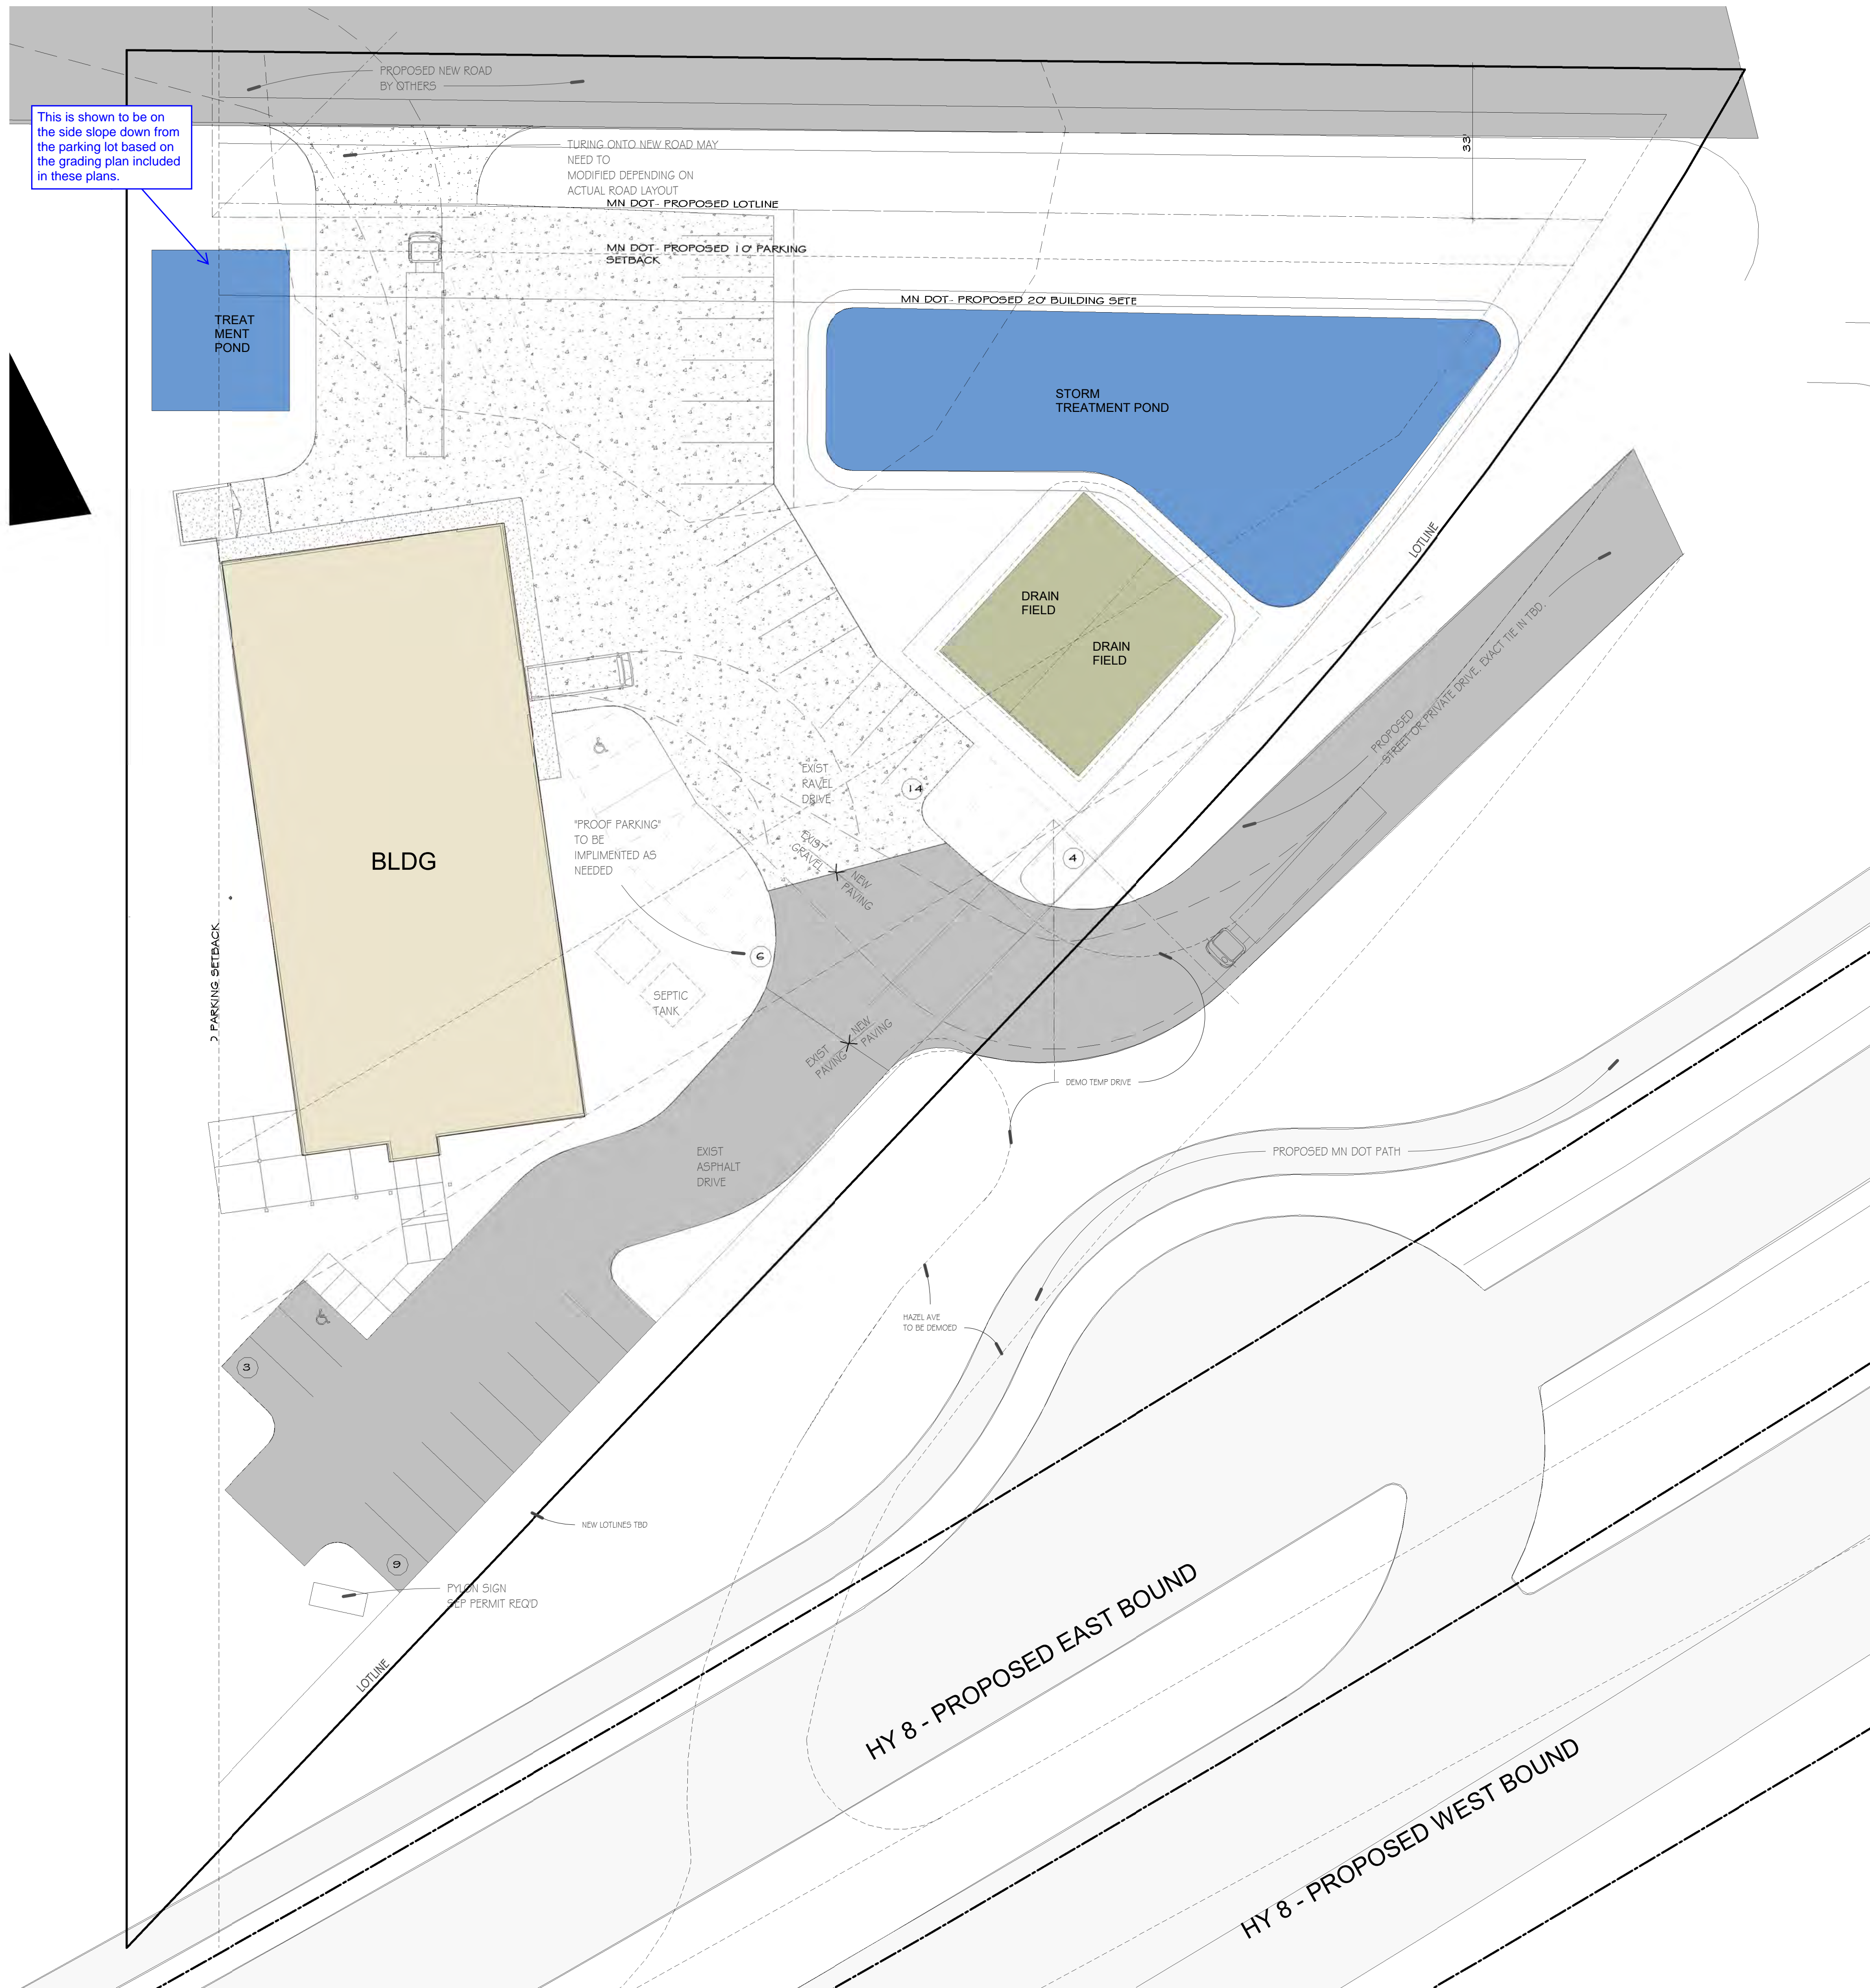 PROPOSED NEW ROAD
BY OTHERS
This is shown to be on
the side slope down from
the parking lot based on
the grading plan included
in these plans.
TURING ONTO NEW ROAD MAY
NEED TO
MODIFIED DEPENDING ON
ACTUAL ROAD LAYOUT
33'
MN DOT- PROPOSED LOTLINE
MN DOT- PROPOSED 10' PARKING
SETBACK
MN DOT- PROPOSED 20' BUILDING SETE
TREAT
MENT
POND
STORM
TREATMENT POND
LOTLINE
DRAIN
FIELD
DRAIN
FIELD
PROPOSED
STREET OR PRIVATE DRIVE. EXACT TIE IN TBD.
EXIST
RAVEL
DRIVE
14
"PROOF PARKING"
TO BE
IMPLIMENTED AS
NEEDED
EXIST
GRAVEL
NEW
PAVING
4
BLDG
6
PARKING SETBACK
SEPTIC
TANK
EXIST
PAVING
NEW
PAVING
DEMO TEMP DRIVE
EXIST
ASPHALT
DRIVE
PROPOSED MN DOT PATH
HAZEL AVE
TO BE DEMOED
3
NEW LOTLINES TBD
9
PYLON SIGN
SEP PERMIT REQ'D
LOTLINE
HY 8 - PROPOSED EAST BOUND
HY 8 - PROPOSED WEST BOUND